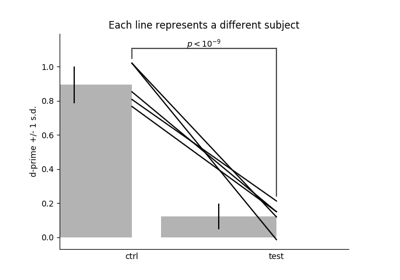 Each line represents a different subject
p < 10⁻⁹
1.0
0.8
0.6
0.4
0.2
0.0
d-prime +/- 1 s.d.
ctrl test